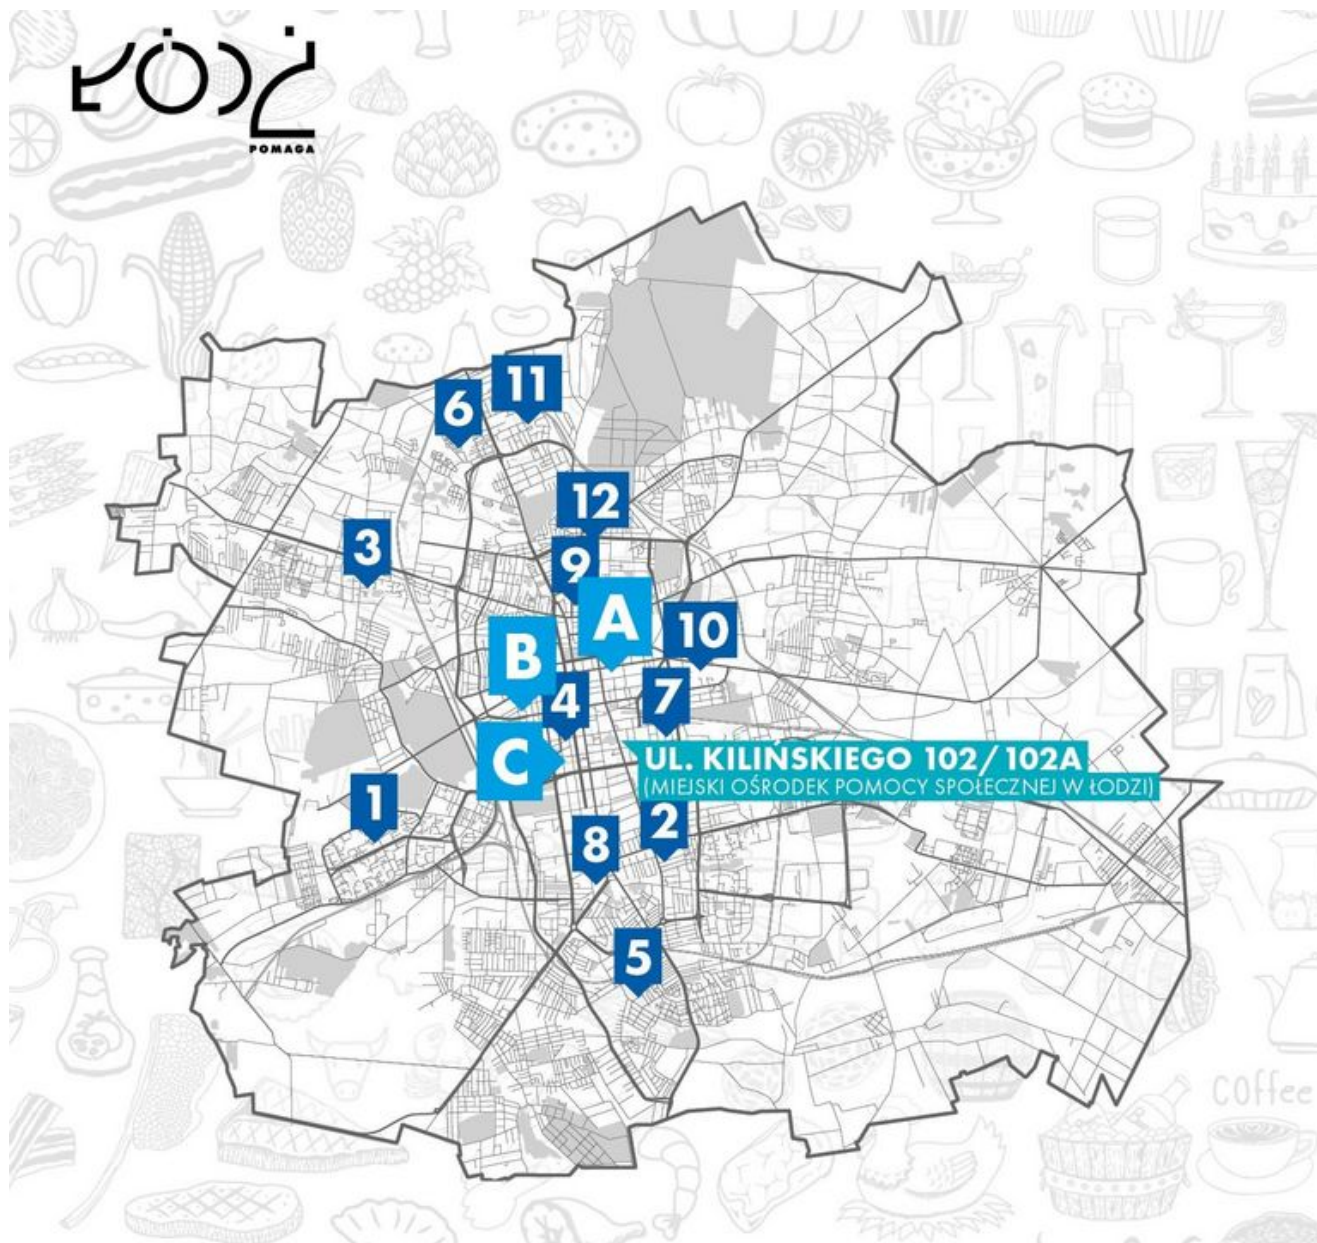 ŁÓDŹ
POMAGA
11
6
12
3
9
A
10
B
4
7
C
UL. KILIŃSKIEGO 102/102A
(MIEJSKI OŚRODEK POMOCY SPOŁECZNEJ W ŁODZI)
1
2
8
5
COFFEE